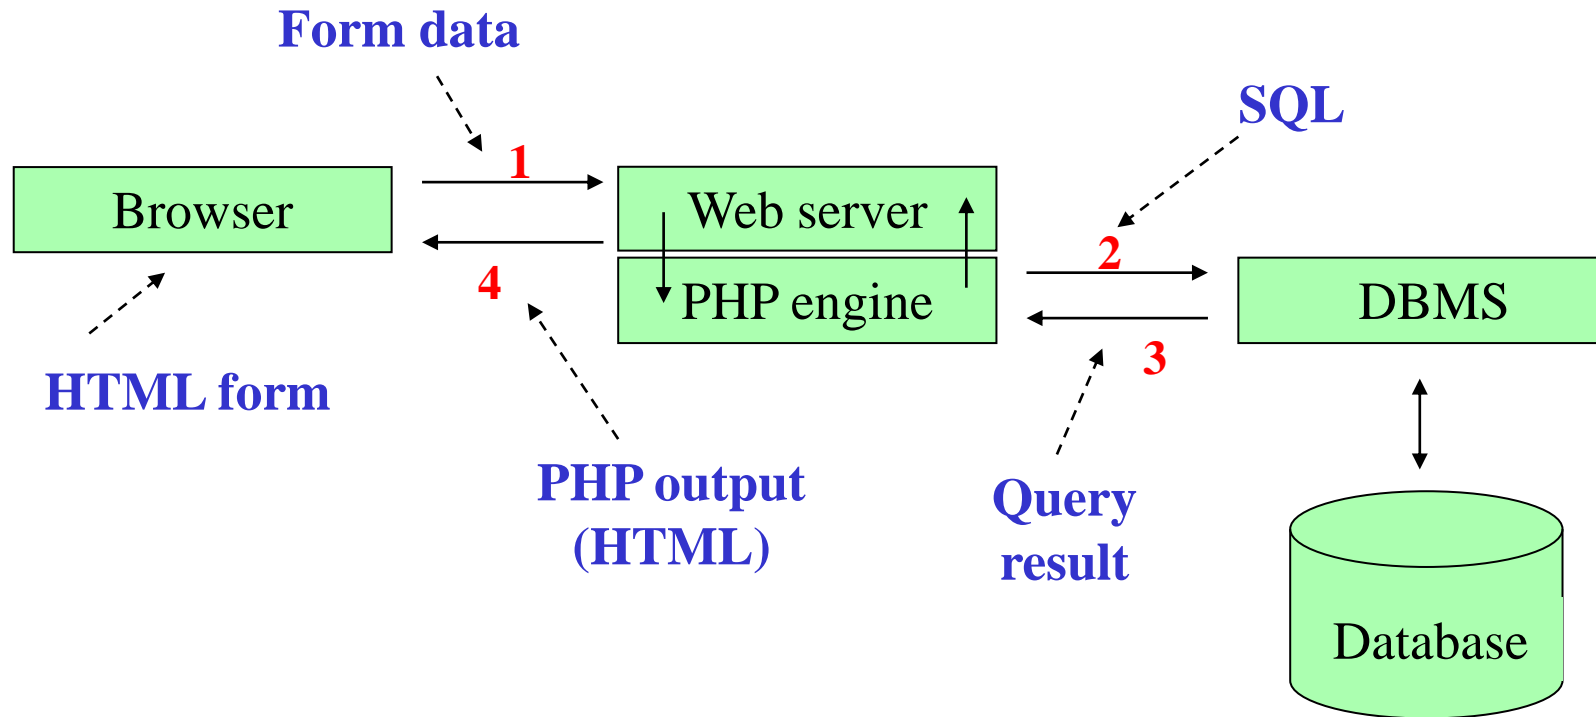 Form data
SQL
1
Browser
Web server
2
4
PHP engine
DBMS
3
HTML form
PHP output
(HTML)
Query
result
Database